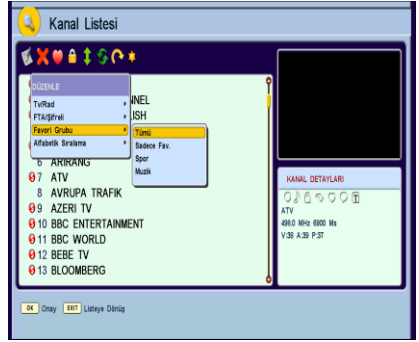 Kanal Listesi
DÜZENLE
Tv/Rad
FTA/Şifreli
Favori Grubu
Alfabetik Sıralama
Tümü
Sadece Fav.
Spor
Muzik
NNEL
LISH
6 ARIRANG
7 ATV
8 AVRUPA TRAFIK
9 AZERI TV
10 BBC ENTERTAINMENT
11 BBC WORLD
12 BEBE TV
13 BLOOMBERG
KANAL DETAYLARI
ATV
498.0 MHz 6900 Ms
V:38 A:39 P:37
OK Onay EXIT Listeye Dönüş